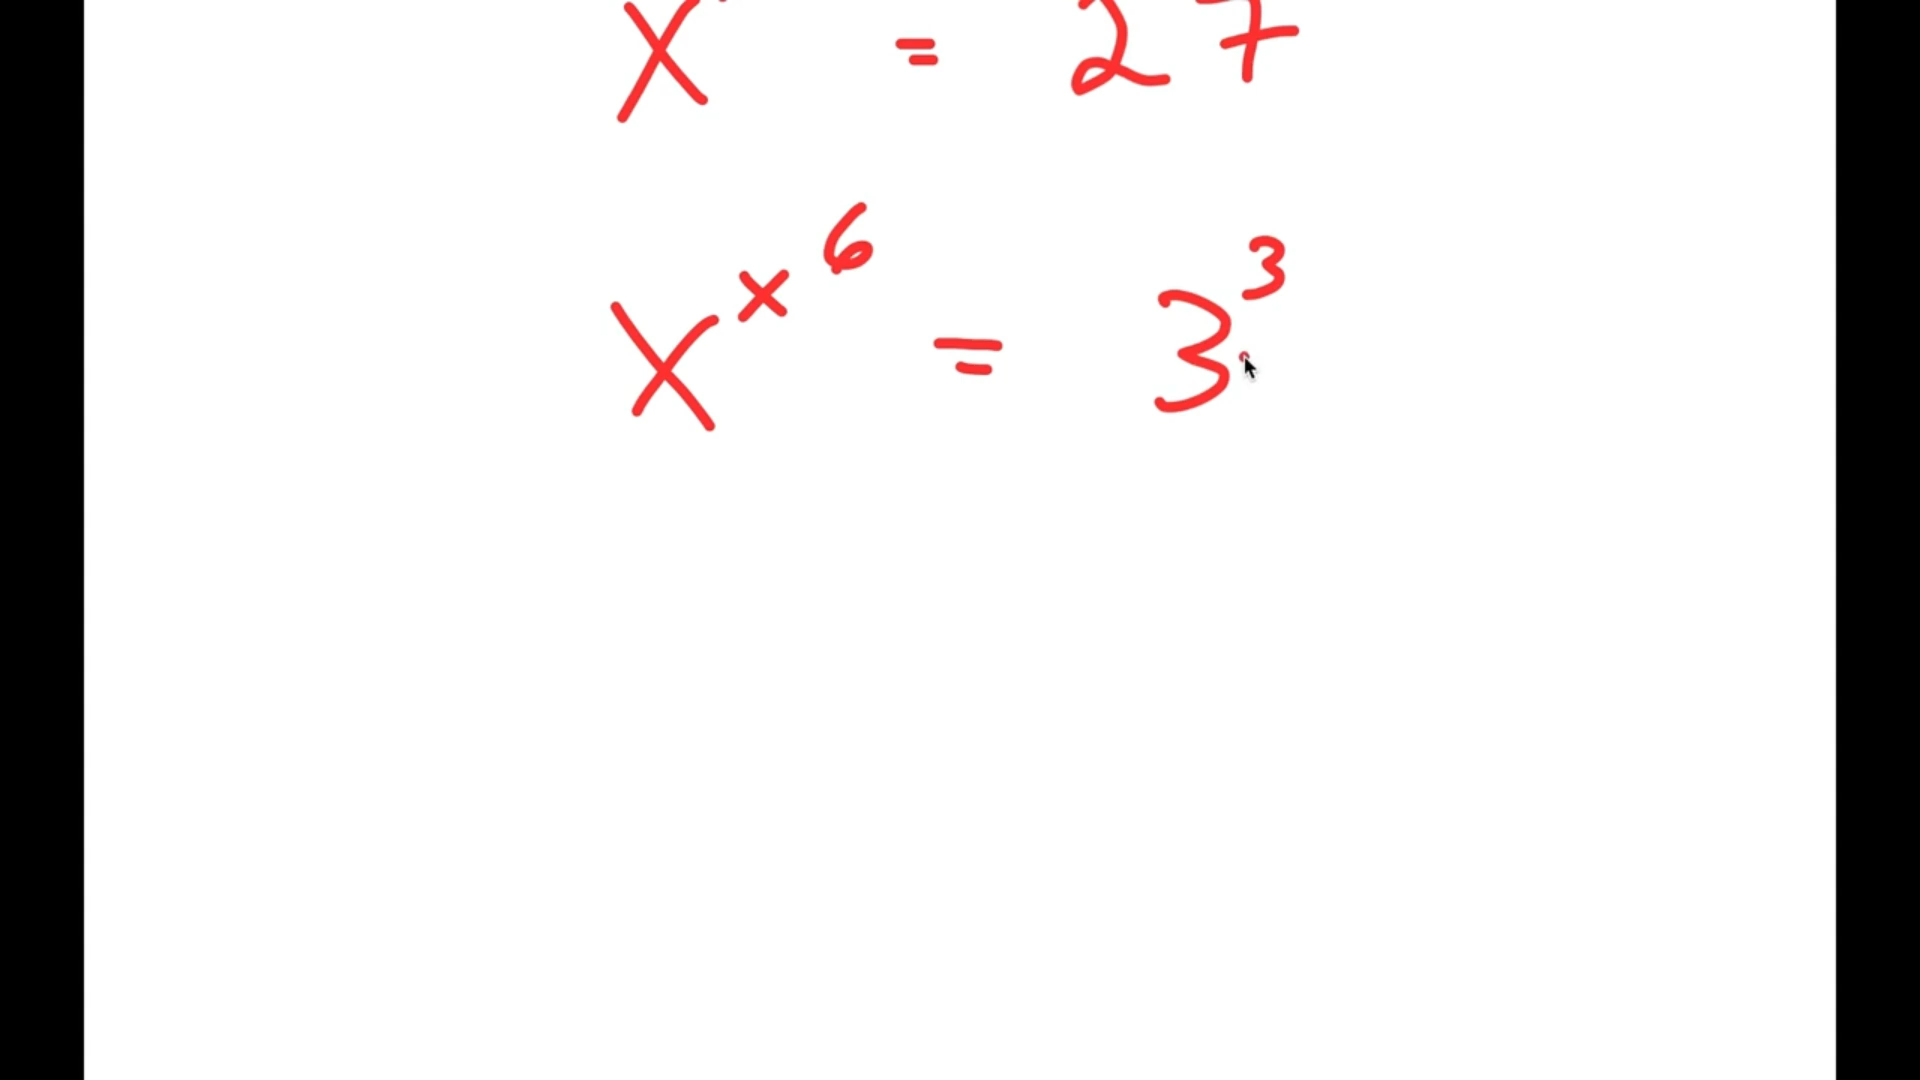 x = 27
x^x^6 = 3^3